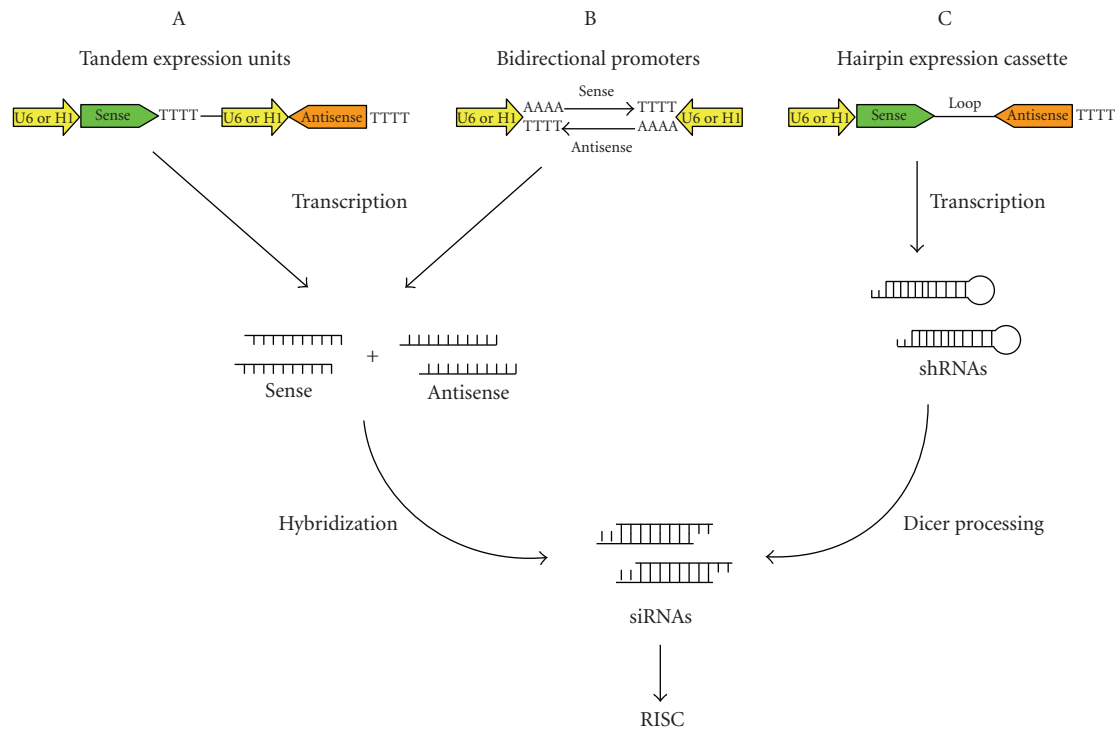 A
Tandem expression units
U6 or H1 Sense TTTT U6 or H1 Antisense TTTT
B
Bidirectional promoters
Sense
U6 or H1 AAAA TTTT U6 or H1
TTTT AAAA
Antisense
C
Hairpin expression cassette
Loop
U6 or H1 Sense Antisense TTTT
Transcription
Transcription
+
Sense
Antisense
shRNAs
Hybridization
Dicer processing
siRNAs
RISC